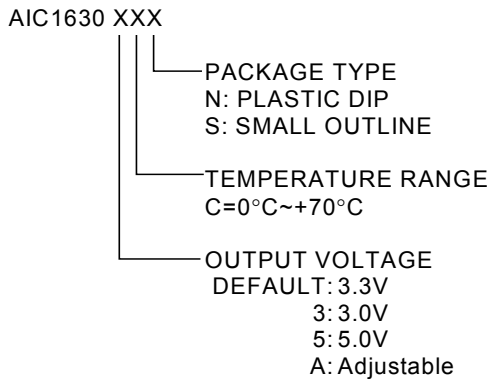 AIC1630 XXX
PACKAGE TYPE
N: PLASTIC DIP
S: SMALL OUTLINE
TEMPERATURE RANGE
C=0°C~+70°C
OUTPUT VOLTAGE
DEFAULT: 3.3V
3: 3.0V
5: 5.0V
A: Adjustable